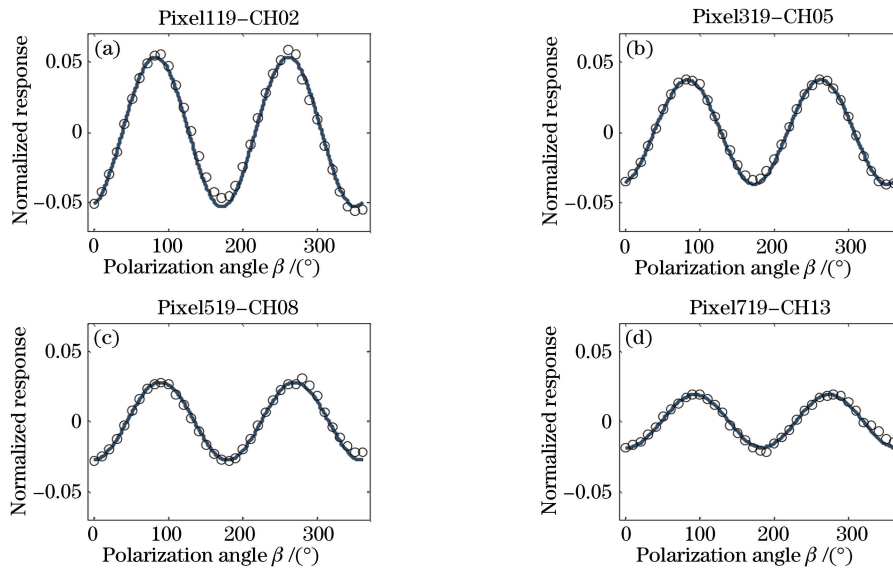 Pixel119-CH02
(a)
0.05
0
-0.05
Normalized response
0 100 200 300
Polarization angle β /(°)
Pixel319-CH05
(b)
0.05
0
-0.05
Normalized response
0 100 200 300
Polarization angle β /(°)
Pixel519-CH08
(c)
0.05
0
-0.05
Normalized response
0 100 200 300
Polarization angle β /(°)
Pixel719-CH13
(d)
0.05
0
-0.05
Normalized response
0 100 200 300
Polarization angle β /(°)